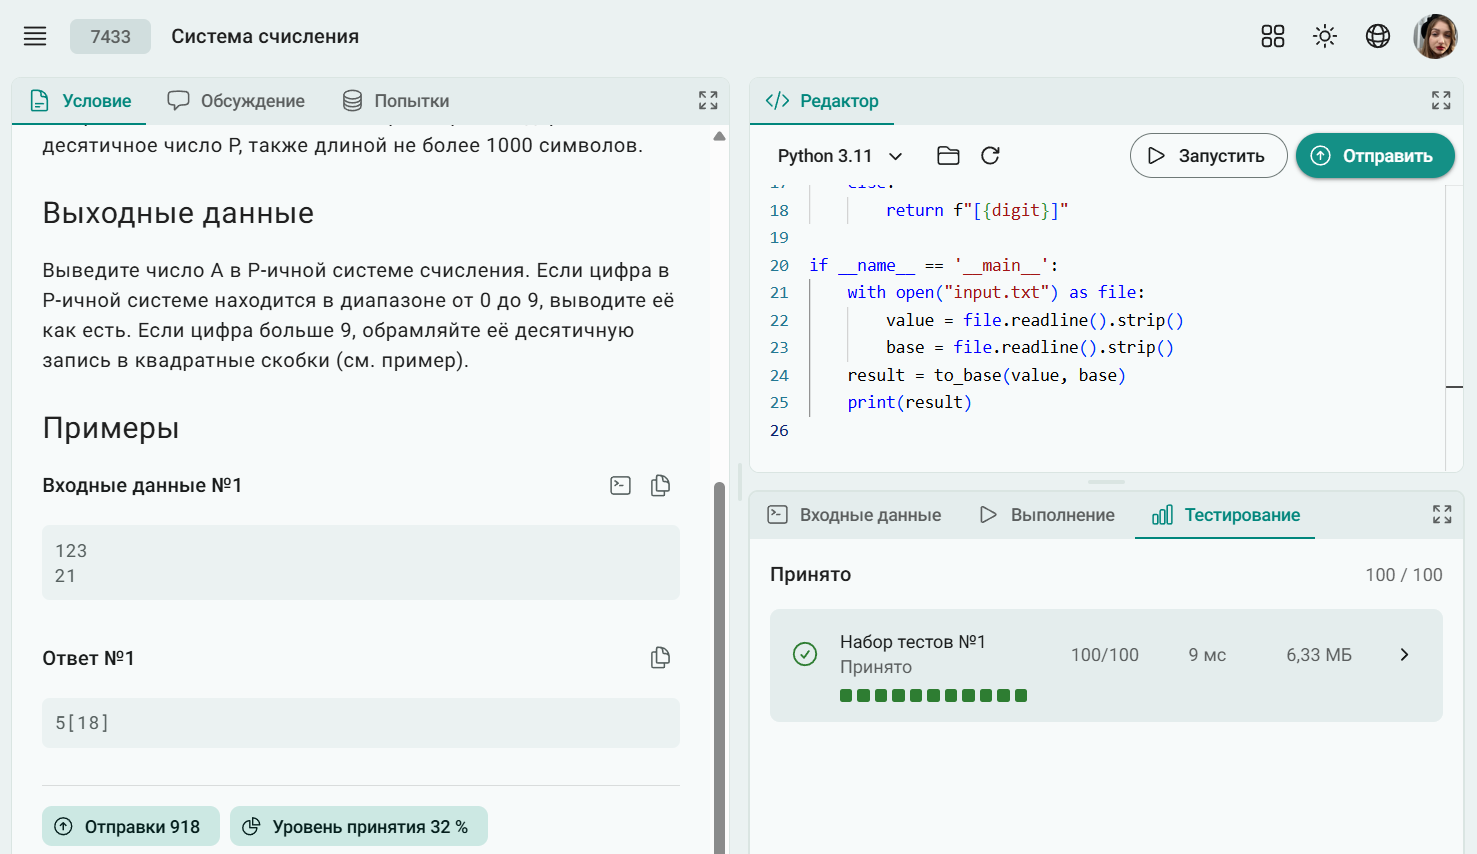 7433
Система счисления
Условие
Обсуждение
Попытки
десятичное число P, также длиной не более 1000 символов.
Выходные данные
Выведите число A в P-ичной системе счисления. Если цифра в
P-ичной системе находится в диапазоне от 0 до 9, выводите её
как есть. Если цифра больше 9, обрамляйте её десятичную
запись в квадратные скобки (см. пример).
Примеры
Входные данные №1
123
21
Ответ №1
5[18]
Отправки 918
Уровень принятия 32 %
Редактор
Python 3.11
Запустить
Отправить
17 else:
18 return f"[{digit}]"
19
20 if __name__ == '__main__':
21 with open("input.txt") as file:
22 value = file.readline().strip()
23 base = file.readline().strip()
24 result = to_base(value, base)
25 print(result)
26
Входные данные
Выполнение
Тестирование
Принято
100 / 100
Набор тестов №1
Принято
100/100
9 мс
6,33 МБ